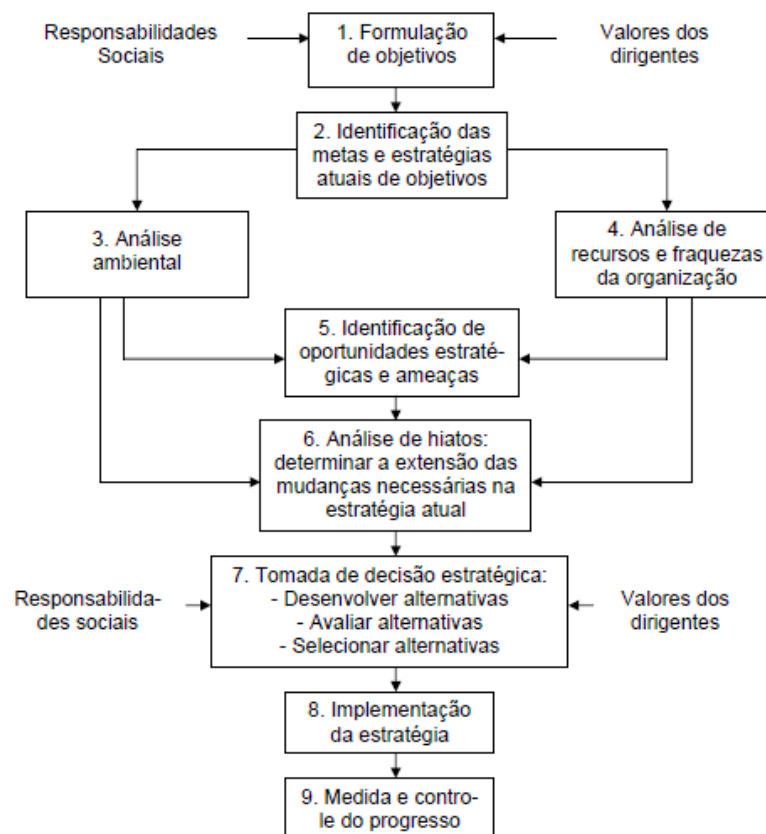 Responsabilidades
Sociais
1. Formulação
de objetivos
Valores dos
dirigentes
2. Identificação das
metas e estratégias
atuais de objetivos
3. Análise
ambiental
4. Análise de
recursos e fraquezas
da organização
5. Identificação de
oportunidades estraté-
gicas e ameaças
6. Análise de hiatos:
determinar a extensão das
mudanças necessárias na
estratégia atual
Responsabilida-
des sociais
7. Tomada de decisão estratégica:
- Desenvolver alternativas
- Avaliar alternativas
- Selecionar alternativas
Valores dos
dirigentes
8. Implementação
da estratégia
9. Medida e contro-
le do progresso